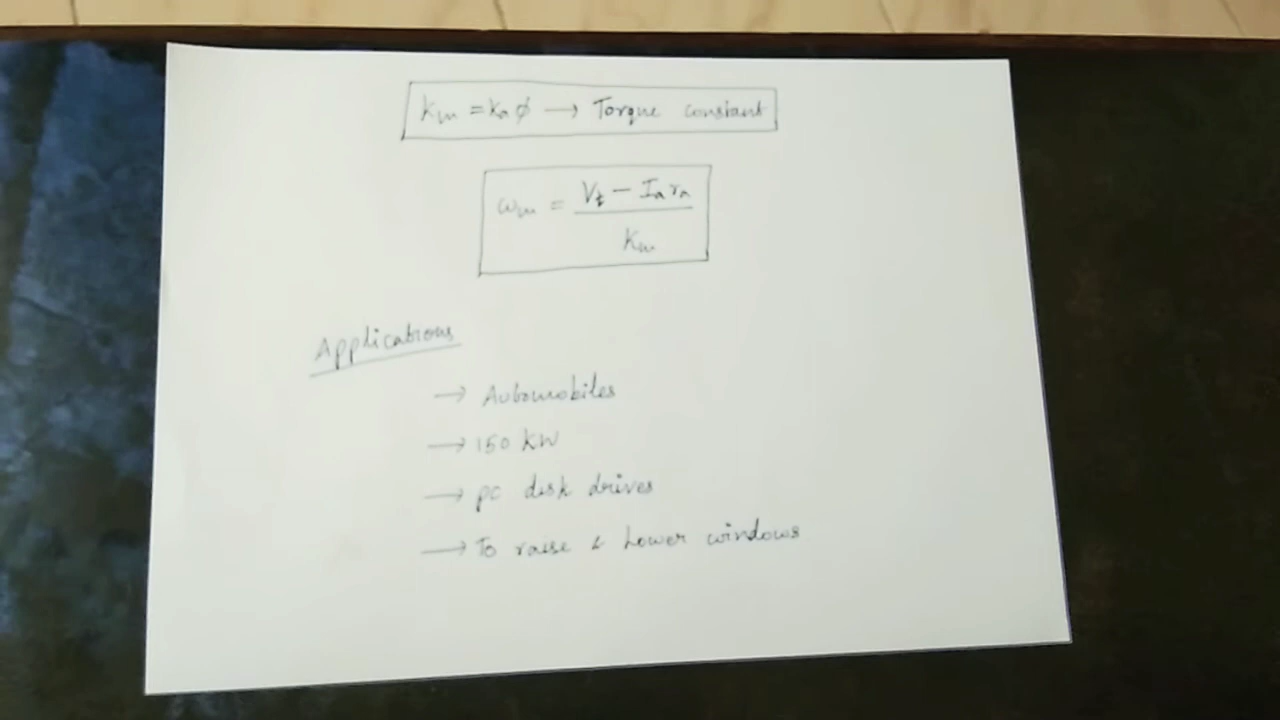 Km = Kaφ → Torque constant
ωm = (Vt − Ia ra) / Km
Applications
→ Automobiles
→ 150 kW
→ pc disk drives
→ To raise & Lower windows